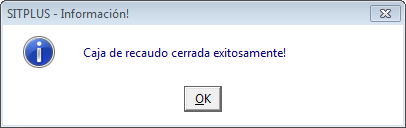 SITPLUS - Información!
Caja de recaudo cerrada exitosamente!
OK